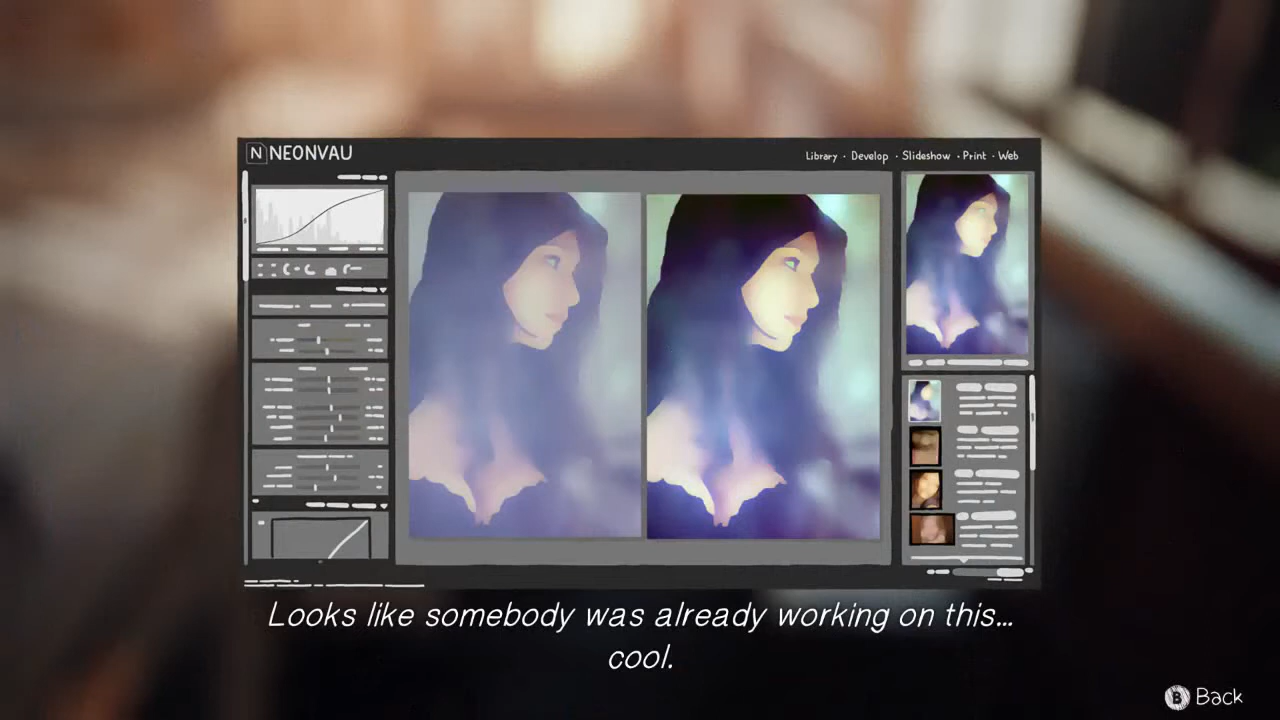 N NEONVAU
Library · Develop · Slideshow · Print · Web
Looks like somebody was already working on this...
cool.
B Back